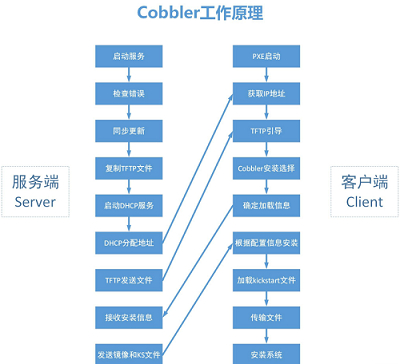 Cobbler工作原理
启动服务
PXE启动
检查错误
获取IP地址
同步更新
TFTP引导
复制TFTP文件
Cobbler安装选择
服务端
Server
启动DHCP服务
确定加载信息
客户端
Client
DHCP分配地址
根据配置信息安装
TFTP发送文件
加载kickstart文件
接收安装信息
传输文件
发送镜像和KS文件
安装系统